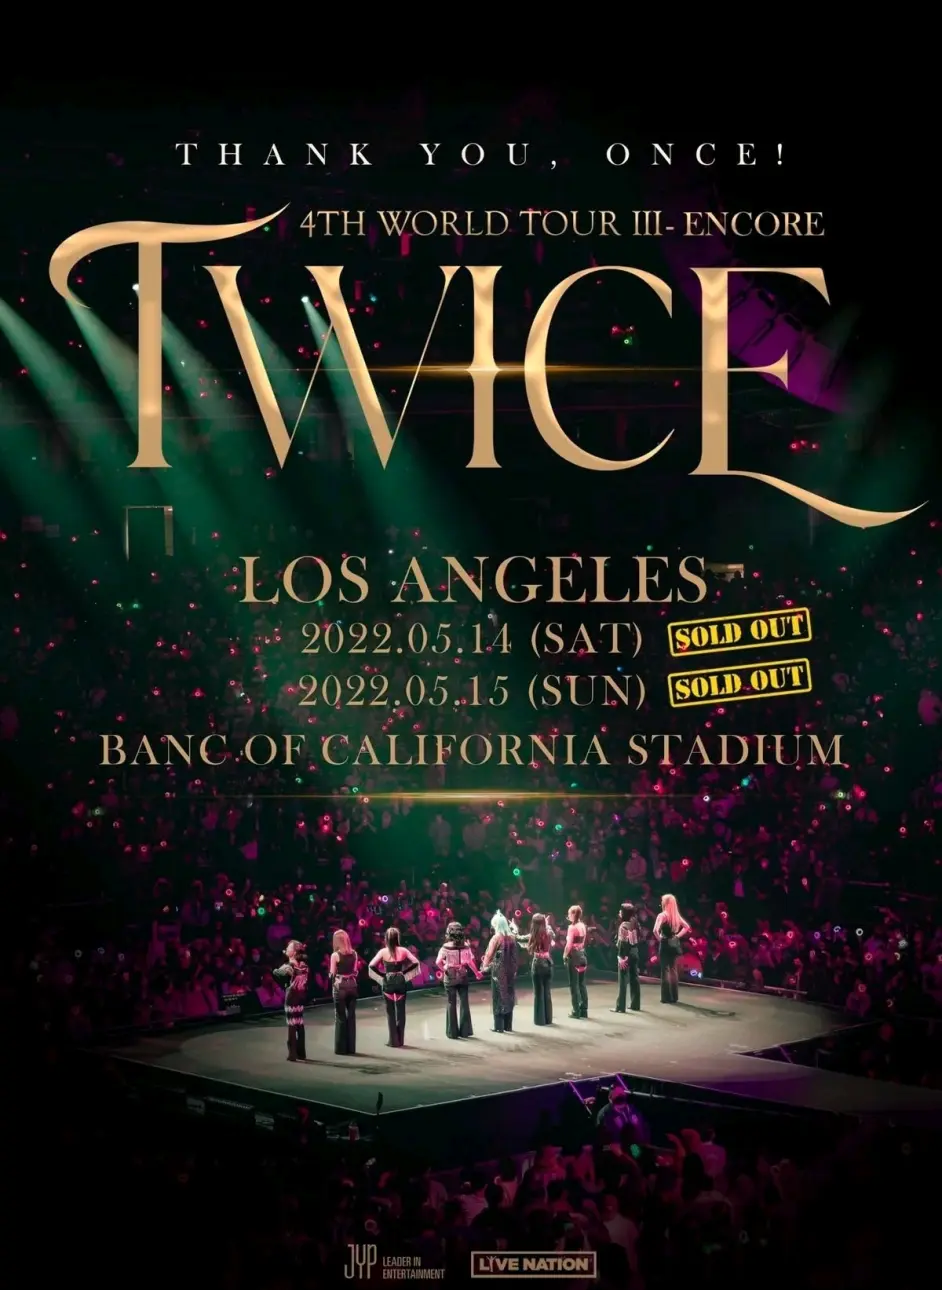 THANK YOU, ONCE!
4TH WORLD TOUR III- ENCORE
TWICE
LOS ANGELES
2022.05.14 (SAT) SOLD OUT
2022.05.15 (SUN) SOLD OUT
BANC OF CALIFORNIA STADIUM
JYP LEADER IN
ENTERTAINMENT
LIVE NATION